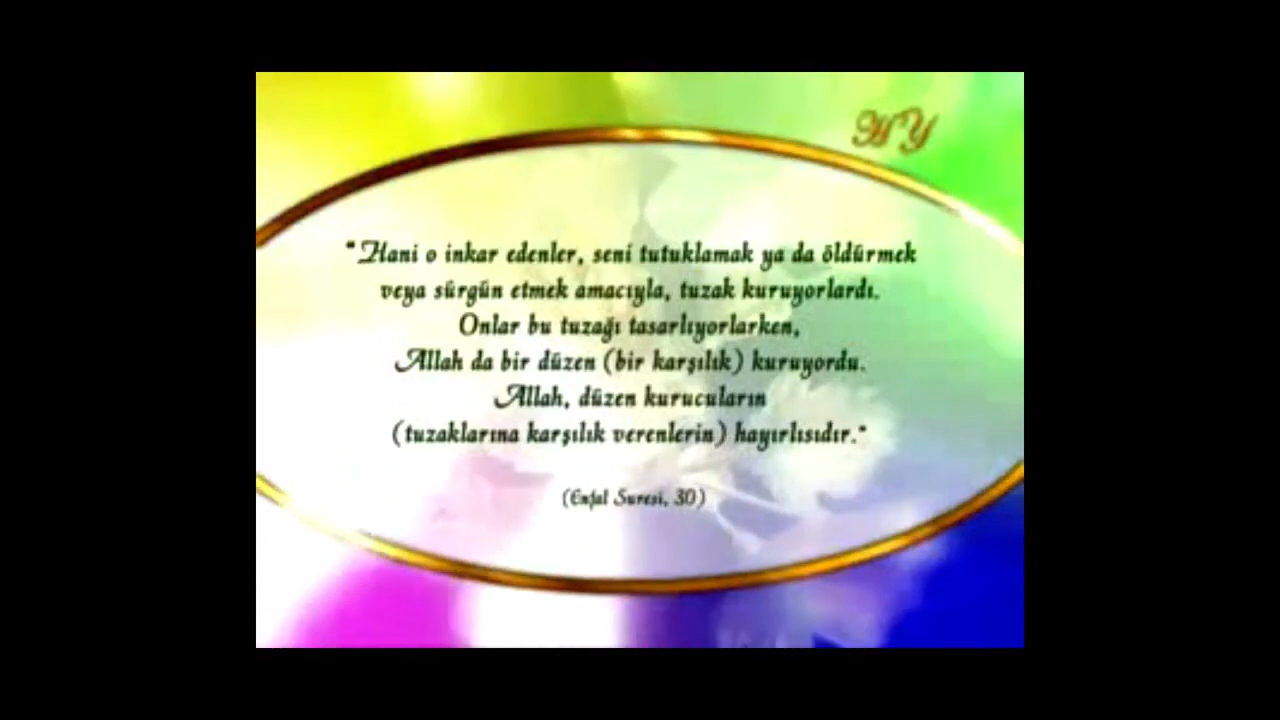 HY
"Hani o inkar edenler, seni tutuklamak ya da öldürmek
veya sürgün etmek amacıyla, tuzak kuruyorlardı.
Onlar bu tuzağı tasarlıyorlarken,
Allah da bir düzen (bir karşılık) kuruyordu.
Allah, düzen kurucuların
(tuzaklarına karşılık verenlerin) hayırlısıdır."
(Enfal Suresi, 30)